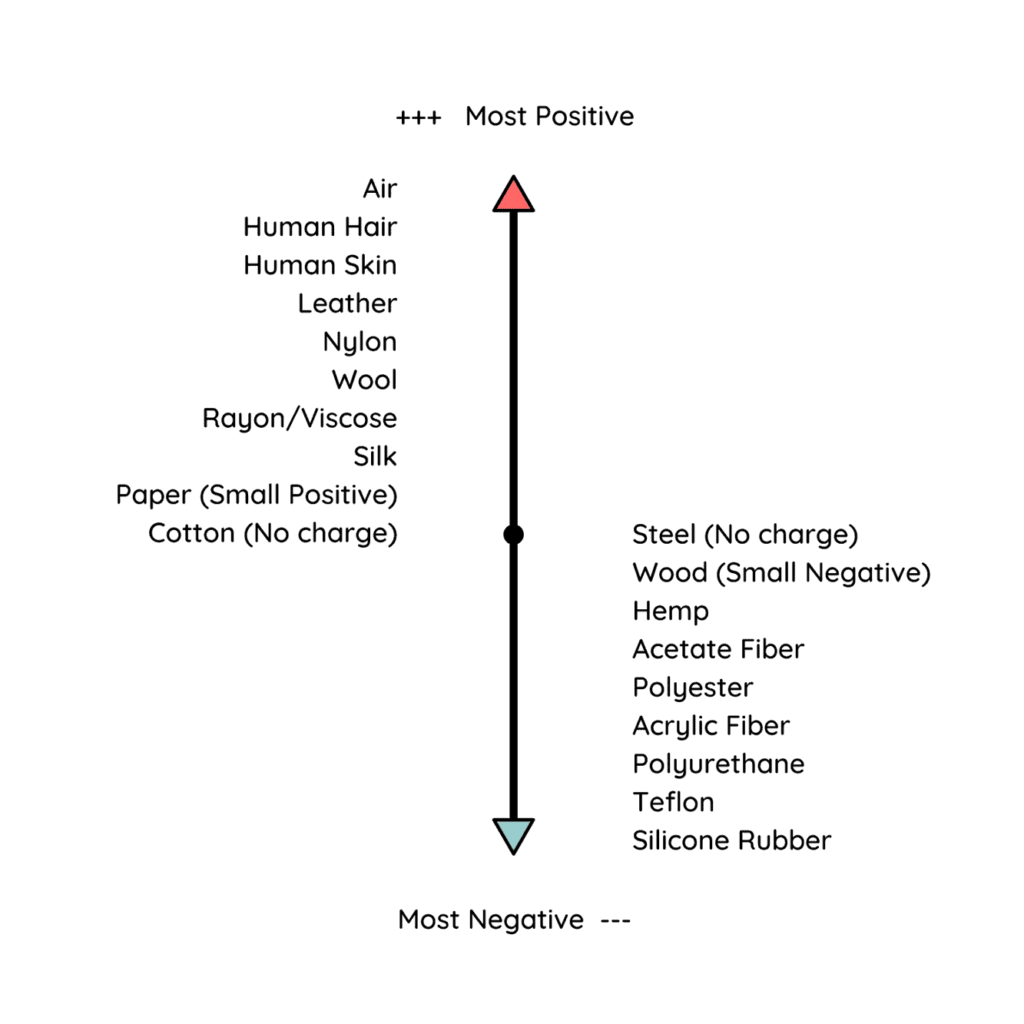 +++ Most Positive
Air
Human Hair
Human Skin
Leather
Nylon
Wool
Rayon/Viscose
Silk
Paper (Small Positive)
Cotton (No charge)
Steel (No charge)
Wood (Small Negative)
Hemp
Acetate Fiber
Polyester
Acrylic Fiber
Polyurethane
Teflon
Silicone Rubber
Most Negative ---